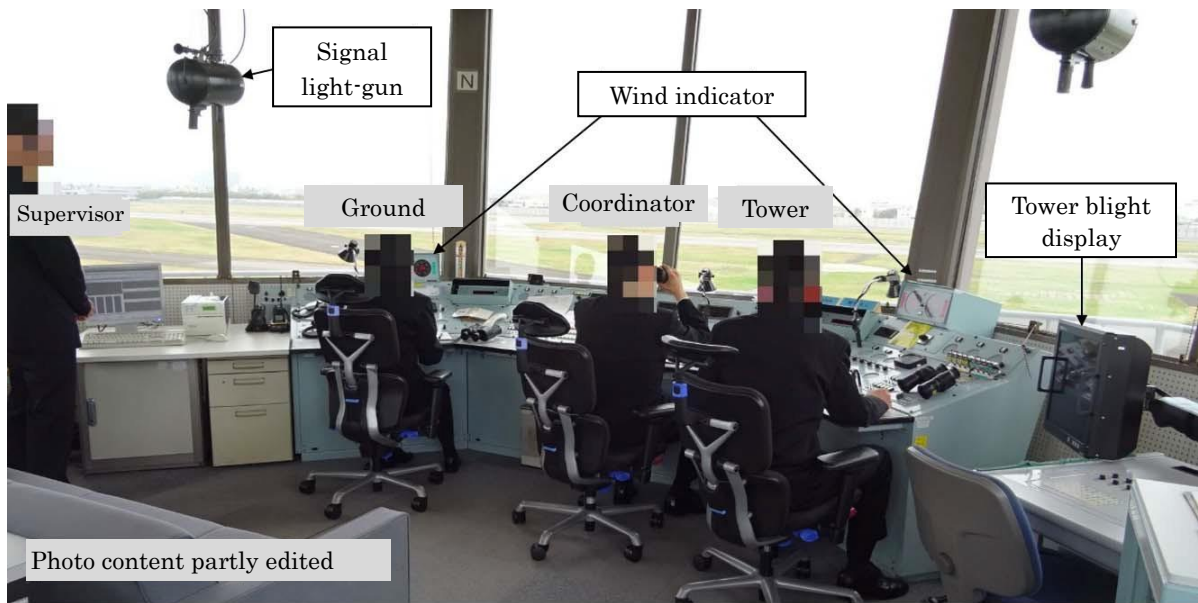 Signal
light-gun
N
Wind indicator
Supervisor
Ground
Coordinator
Tower
Tower blight
display
Photo content partly edited